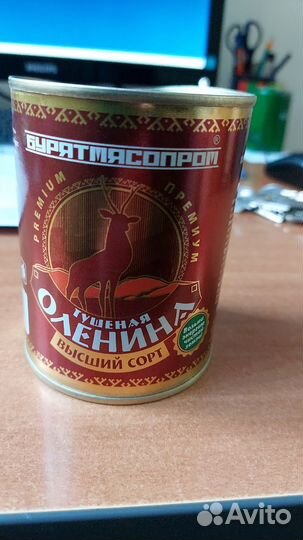 БУРЯТМЯСОПРОМ®
PREMIUM ПРЕМИУМ
ТУШЕНАЯ
ОЛЕНИНА
ВЫСШИЙ СОРТ
Avito